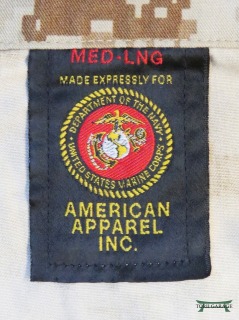 MED-LNG
MADE EXPRESSLY FOR
DEPARTMENT OF THE NAVY
UNITED STATES MARINE CORPS
AMERICAN
APPAREL
INC.